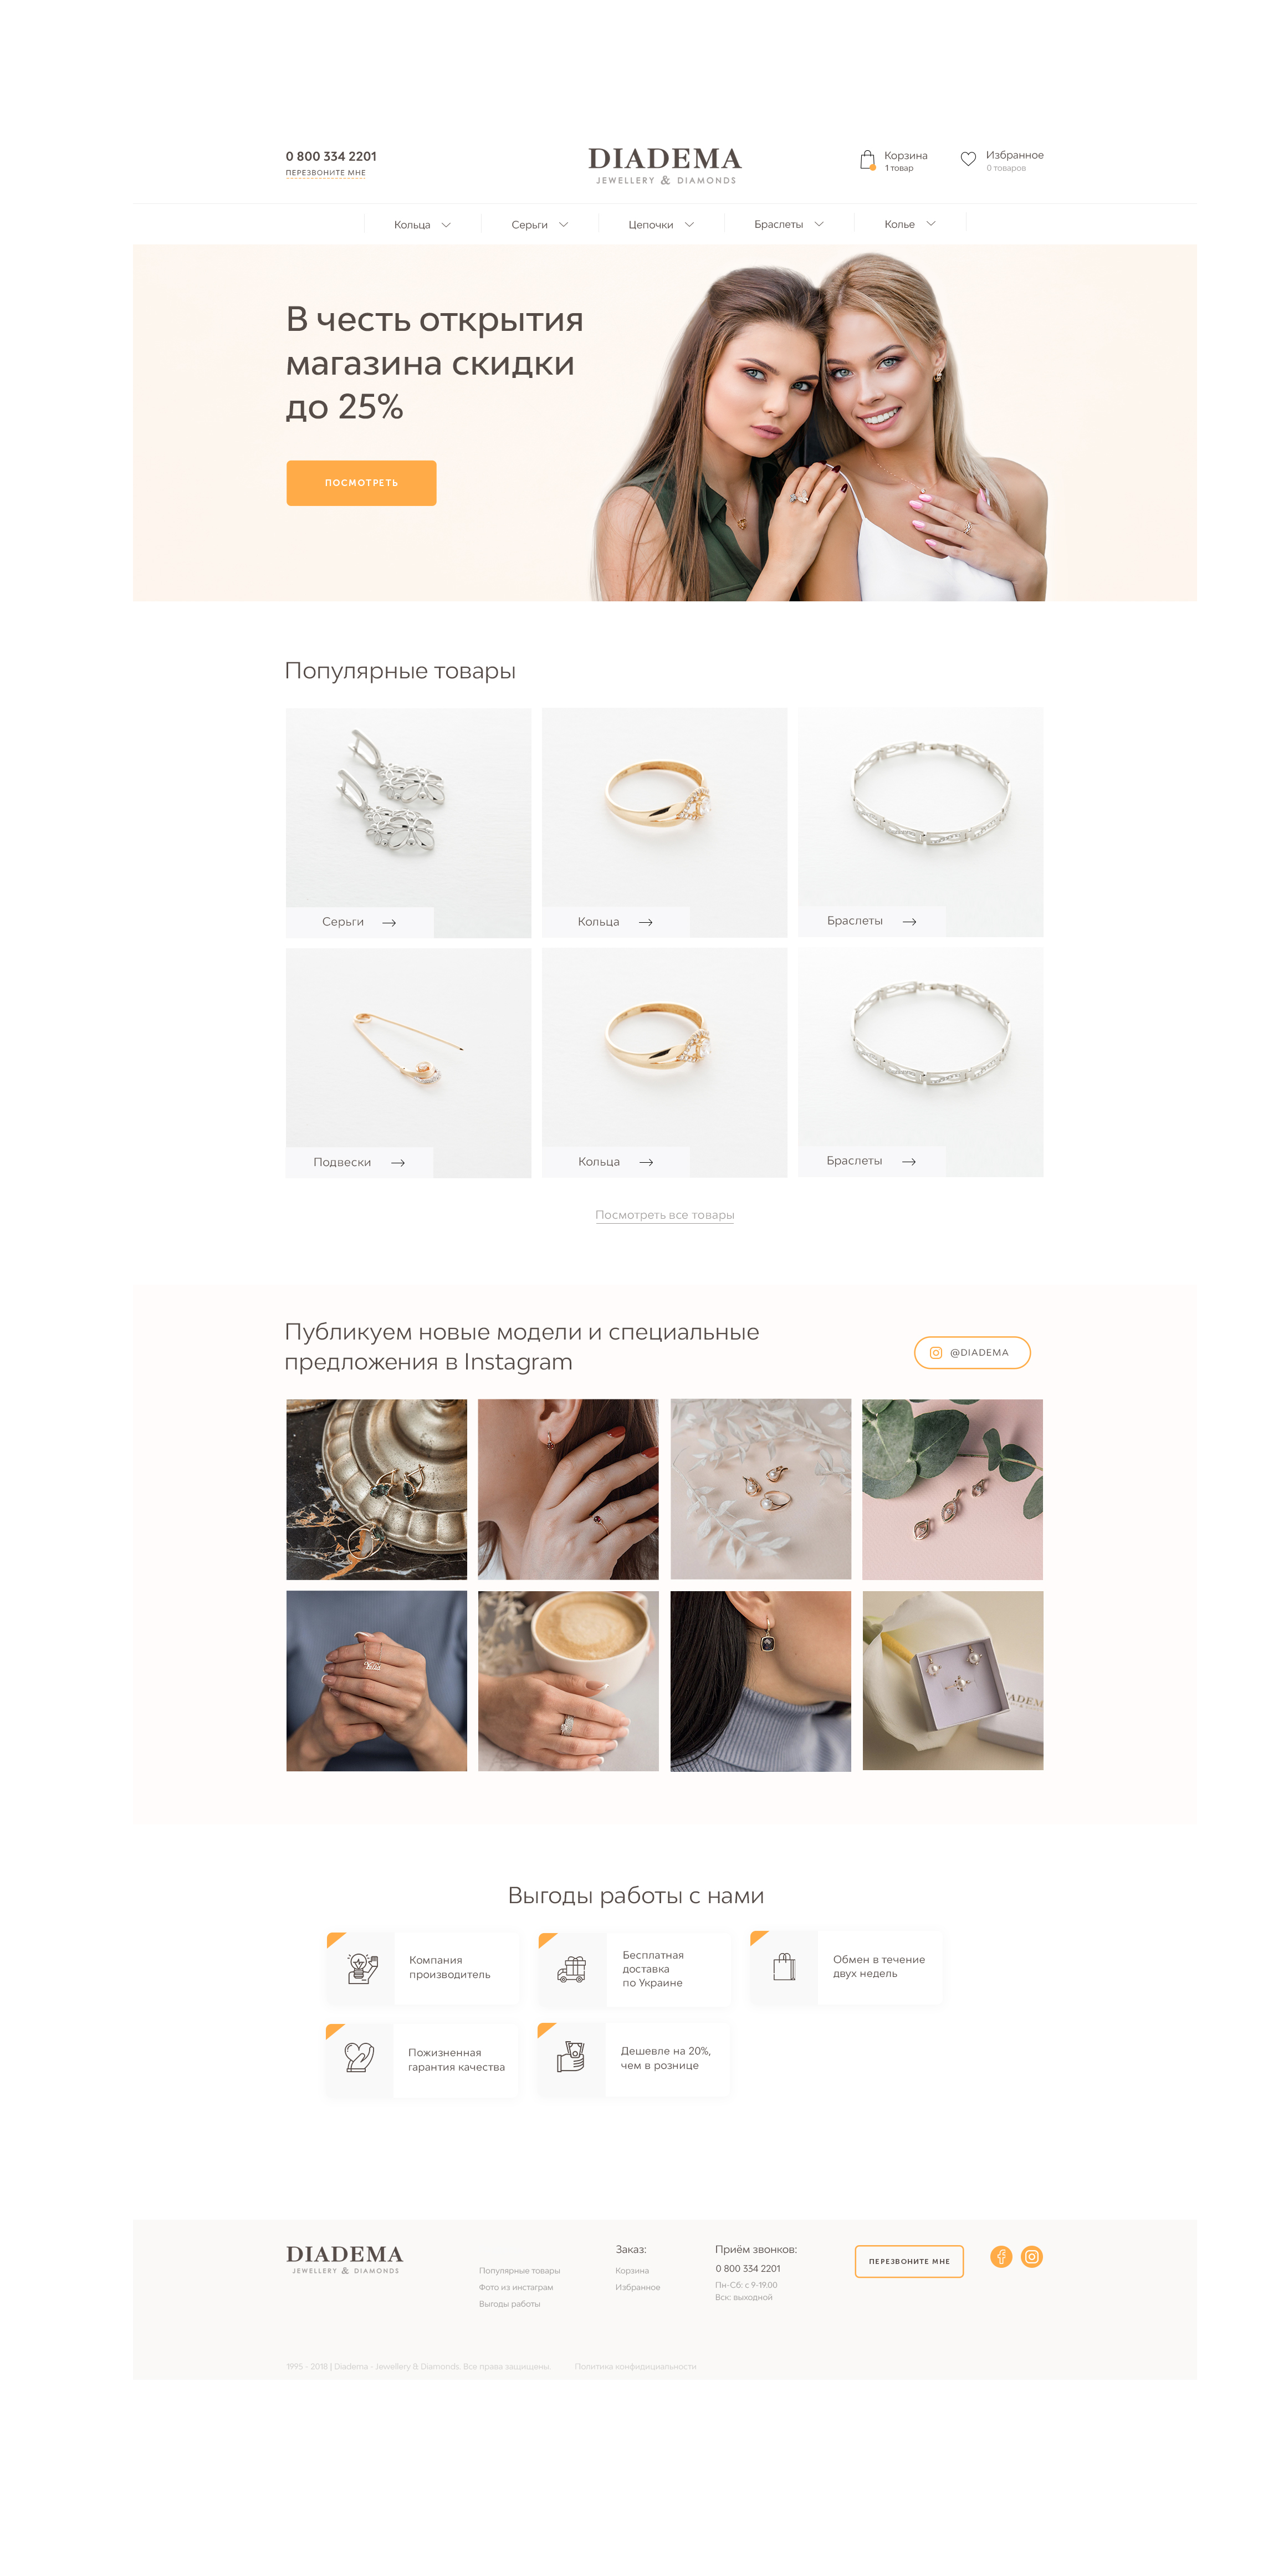 0 800 334 2201
ПЕРЕЗВОНИТЕ МНЕ
DIADEMA
JEWELLERY & DIAMONDS
Корзина
1 товар
Избранное
0 товаров
Кольца
Серьги
Цепочки
Браслеты
Колье
В честь открытия
магазина скидки
до 25%
ПОСМОТРЕТЬ
Популярные товары
Серьги
Кольца
Браслеты
Подвески
Кольца
Браслеты
Посмотреть все товары
Публикуем новые модели и специальные
предложения в Instagram
@DIADEMA
Выгоды работы с нами
Компания
производитель
Бесплатная
доставка
по Украине
Обмен в течение
двух недель
Пожизненная
гарантия качества
Дешевле на 20%,
чем в рознице
DIADEMA
JEWELLERY & DIAMONDS
Популярные товары
Фото из инстаграм
Выгоды работы
Заказ:
Корзина
Избранное
Приём звонков:
0 800 334 2201
Пн-Сб: с 9-19.00
Вск: выходной
ПЕРЕЗВОНИТЕ МНЕ
1995 - 2018 | Diadema - Jewellery & Diamonds. Все права защищены.
Политика конфидициальности